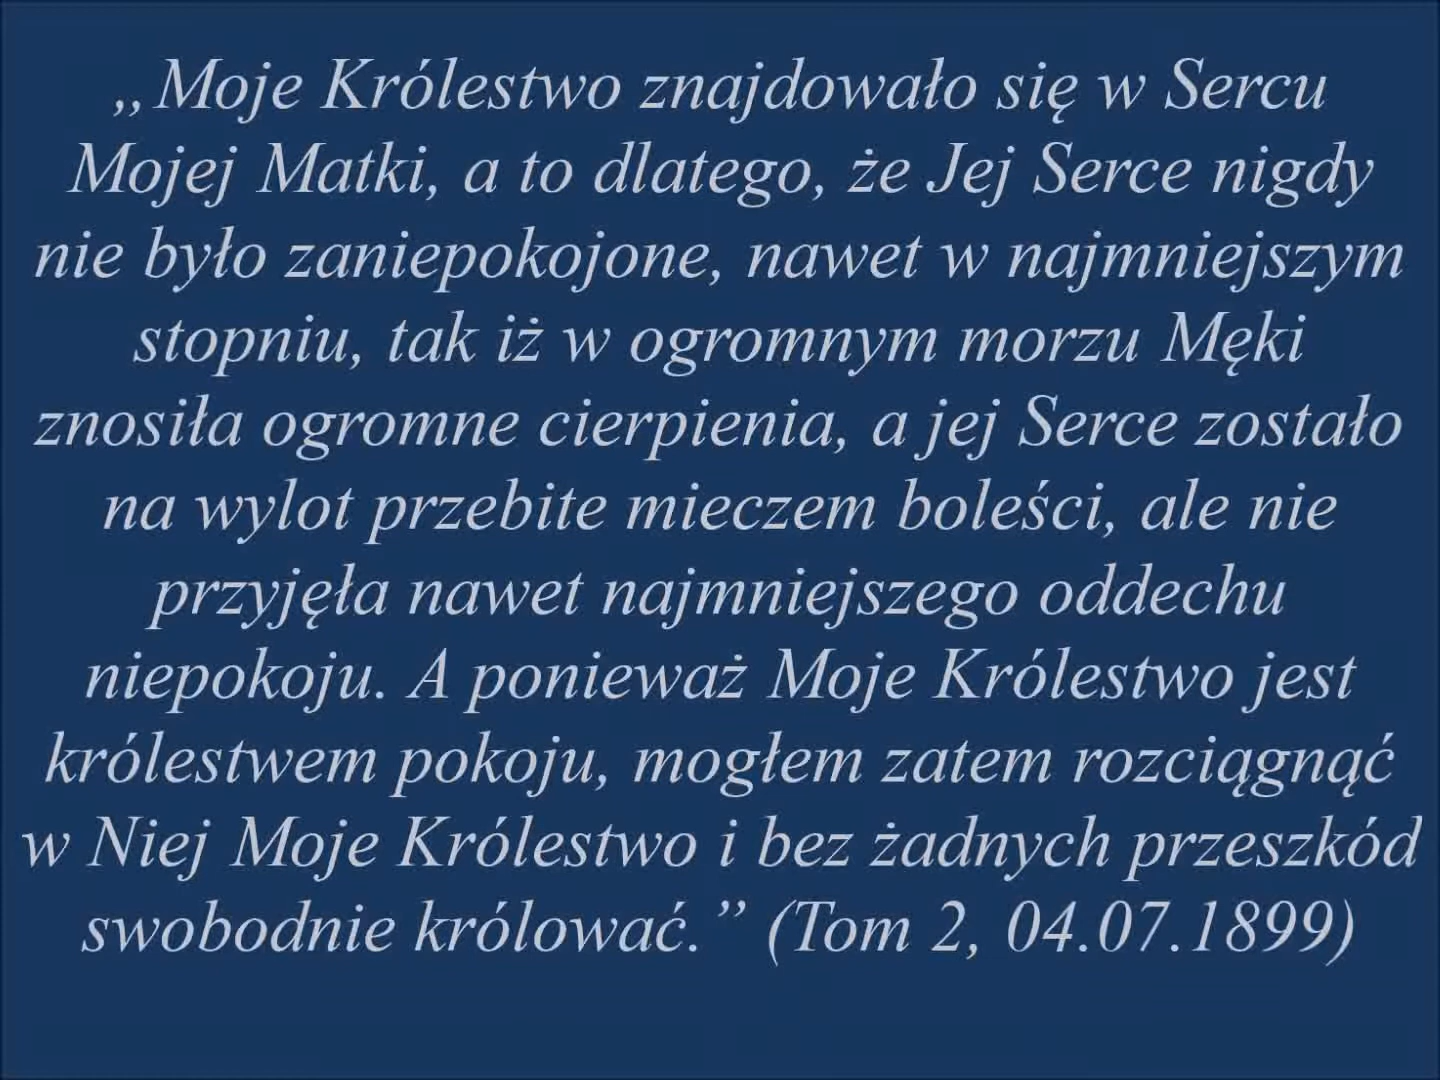 „Moje Królestwo znajdowało się w Sercu
Mojej Matki, a to dlatego, że Jej Serce nigdy
nie było zaniepokojone, nawet w najmniejszym
stopniu, tak iż w ogromnym morzu Męki
znosiła ogromne cierpienia, a jej Serce zostało
na wylot przebite mieczem boleści, ale nie
przyjęła nawet najmniejszego oddechu
niepokoju. A ponieważ Moje Królestwo jest
królestwem pokoju, mogłem zatem rozciągnąć
w Niej Moje Królestwo i bez żadnych przeszkód
swobodnie królować.” (Tom 2, 04.07.1899)